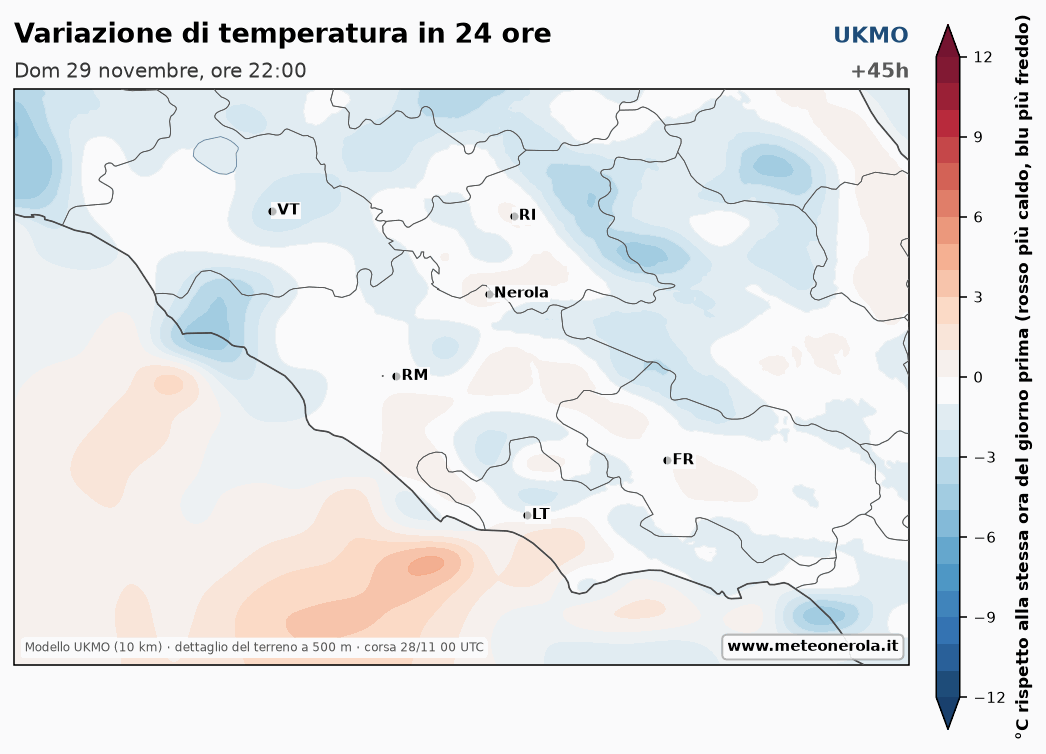 Variazione di temperatura in 24 ore
UKMO
Dom 29 novembre, ore 22:00
+45h
VT
RI
Nerola
RM
FR
LT
Modello UKMO (10 km) · dettaglio del terreno a 500 m · corsa 28/11 00 UTC
www.meteonerola.it
12
9
6
3
0
−3
−6
−9
−12
°C rispetto alla stessa ora del giorno prima (rosso più caldo, blu più freddo)